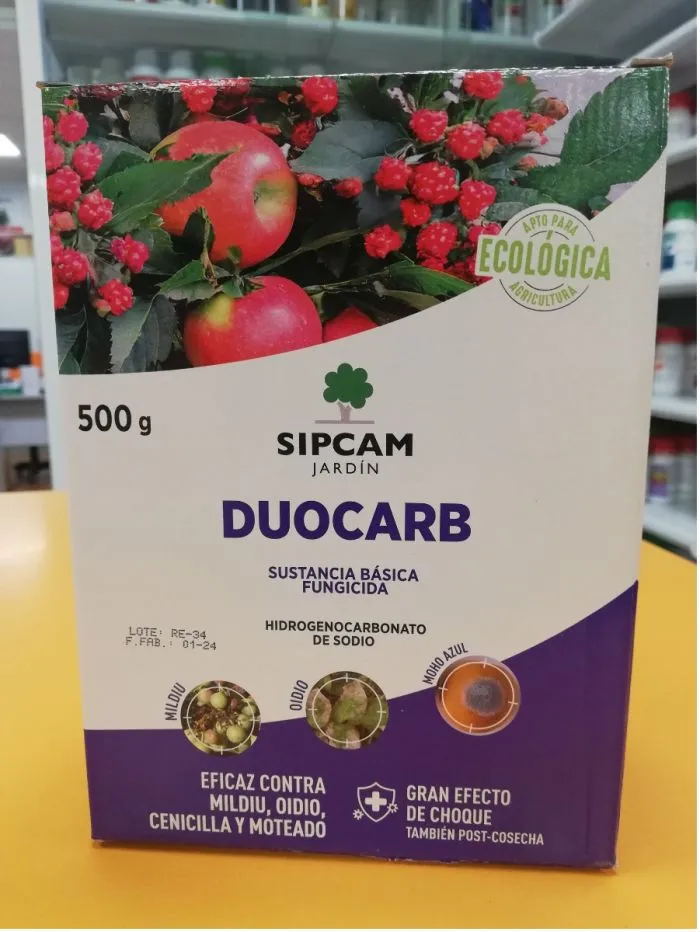 APTO PARA
ECOLÓGICA
AGRICULTURA
500 g
SIPCAM
JARDÍN
DUOCARB
SUSTANCIA BÁSICA
FUNGICIDA
HIDROGENOCARBONATO
DE SODIO
LOTE: RE-34
F.FAB.: 01-24
MILDIU
OIDIO
MOHO AZUL
EFICAZ CONTRA
MILDIU, OIDIO,
CENICILLA Y MOTEADO
GRAN EFECTO
DE CHOQUE
TAMBIÉN POST-COSECHA